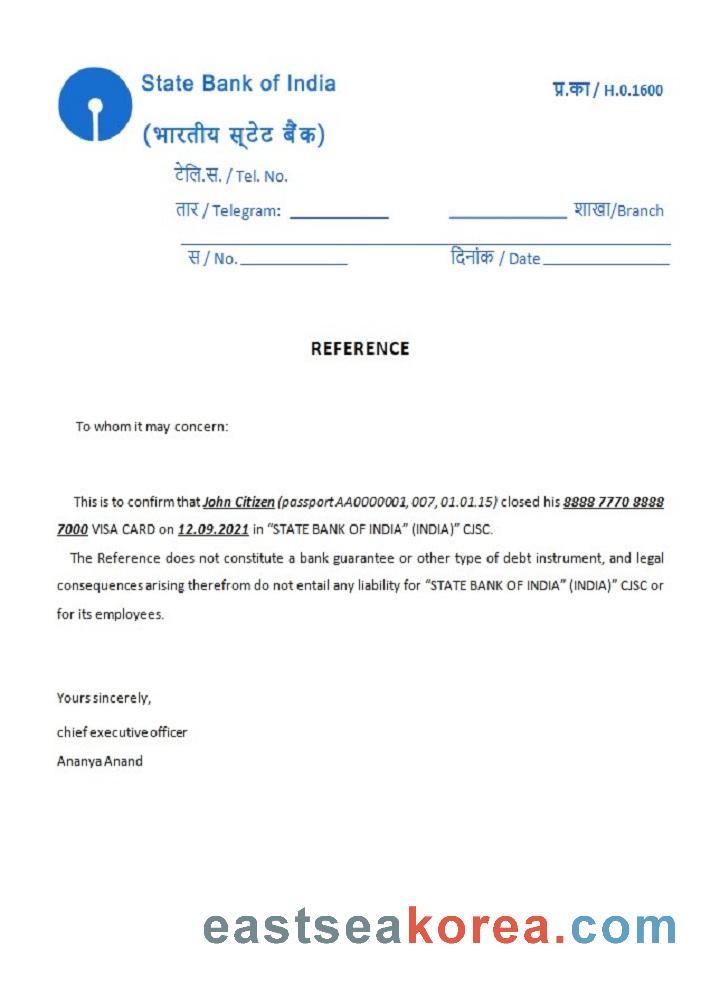 State Bank of India
प्र.का / H.0.1600
(भारतीय स्टेट बैंक)
टेलि.स. / Tel. No.
तार / Telegram: ___________ ______________ शाखा/Branch
स / No. _____________ दिनांक / Date _______________
REFERENCE
To whom it may concern:
This is to confirm that John Citizen (passport AA0000001, 007, 01.01.15) closed his 8888 7770 8888
7000 VISA CARD on 12.09.2021 in “STATE BANK OF INDIA” (INDIA)” CJSC.
The Reference does not constitute a bank guarantee or other type of debt instrument, and legal
consequences arising therefrom do not entail any liability for “STATE BANK OF INDIA” (INDIA)” CJSC or
for its employees.
Yours sincerely,
chief executive officer
Ananya Anand
eastseakorea.com